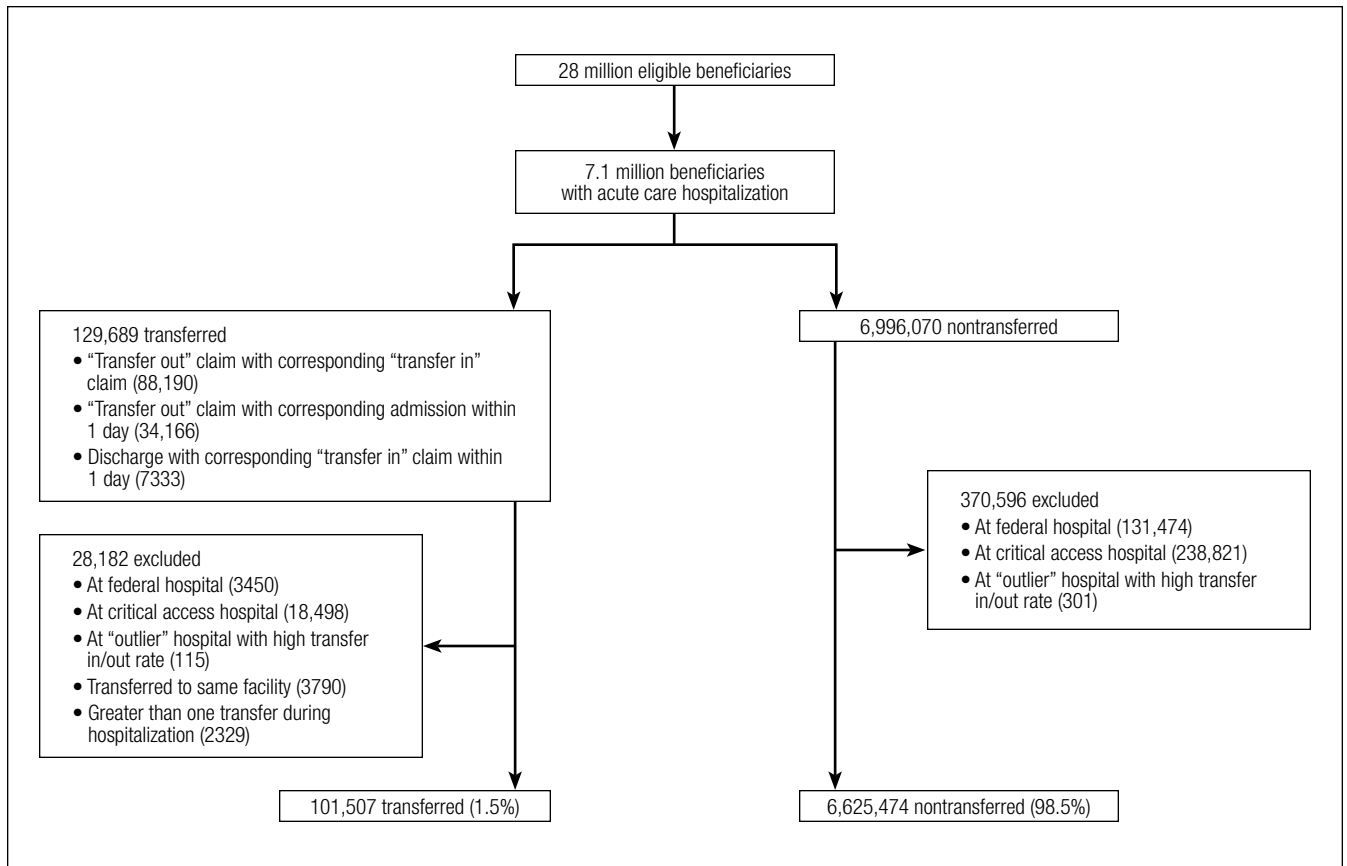 28 million eligible beneficiaries
7.1 million beneficiaries
with acute care hospitalization
129,689 transferred
• “Transfer out” claim with corresponding “transfer in”
claim (88,190)
• “Transfer out” claim with corresponding admission within
1 day (34,166)
• Discharge with corresponding “transfer in” claim within
1 day (7333)
6,996,070 nontransferred
28,182 excluded
• At federal hospital (3450)
• At critical access hospital (18,498)
• At “outlier” hospital with high transfer
in/out rate (115)
• Transferred to same facility (3790)
• Greater than one transfer during
hospitalization (2329)
370,596 excluded
• At federal hospital (131,474)
• At critical access hospital (238,821)
• At “outlier” hospital with high transfer
in/out rate (301)
101,507 transferred (1.5%)
6,625,474 nontransferred (98.5%)